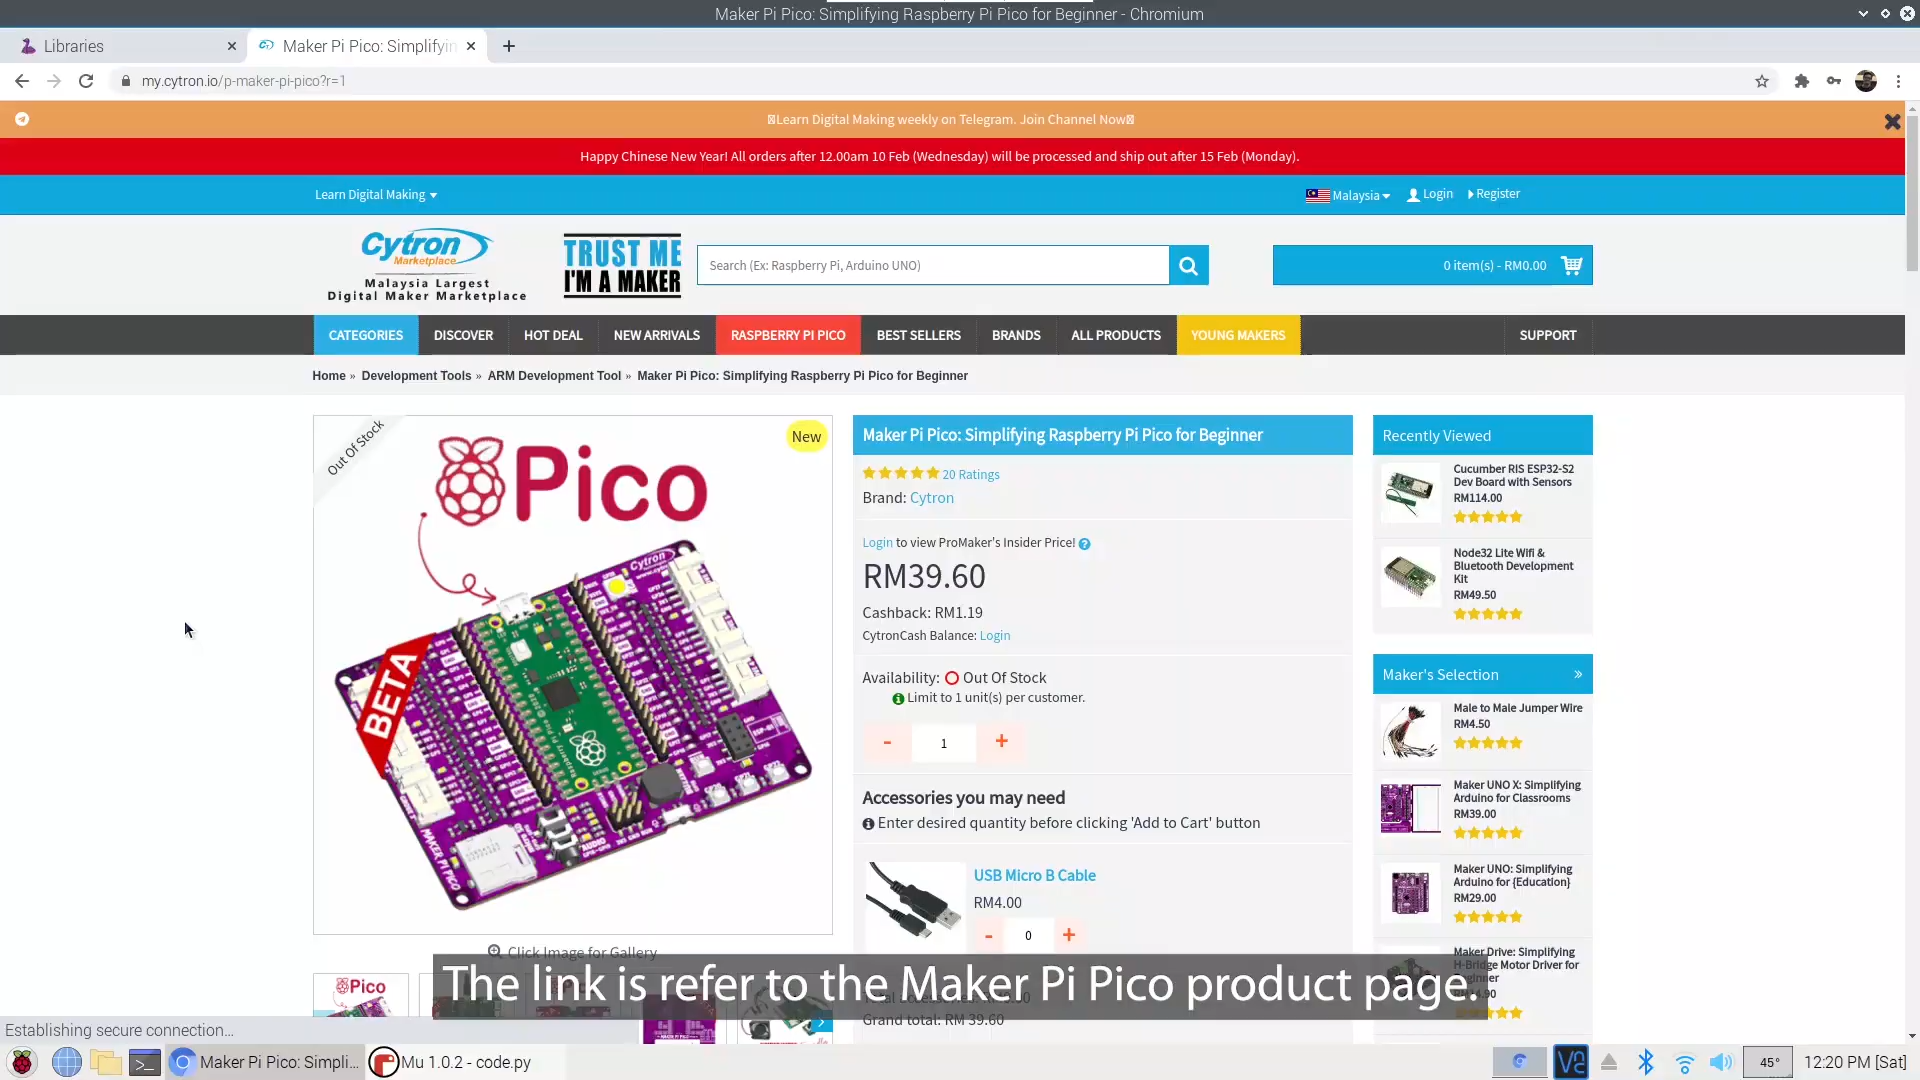 Maker Pi Pico: Simplifying Raspberry Pi Pico for Beginner - Chromium
Libraries
Maker Pi Pico: Simplifyin
my.cytron.io/p-maker-pi-pico?r=1
Learn Digital Making weekly on Telegram. Join Channel Now
Happy Chinese New Year! All orders after 12.00am 10 Feb (Wednesday) will be processed and ship out after 15 Feb (Monday).
Learn Digital Making
Malaysia
Login
Register
Cytron
Marketplace
Malaysia Largest
Digital Maker Marketplace
TRUST ME
I'M A MAKER
Search (Ex: Raspberry Pi, Arduino UNO)
0 item(s) - RM0.00
CATEGORIES
DISCOVER
HOT DEAL
NEW ARRIVALS
RASPBERRY PI PICO
BEST SELLERS
BRANDS
ALL PRODUCTS
YOUNG MAKERS
SUPPORT
Home » Development Tools » ARM Development Tool » Maker Pi Pico: Simplifying Raspberry Pi Pico for Beginner
Out Of Stock
New
Pico
Cytron
BETA
Raspberry Pi Pico
MAKER PI PICO
AUDIO
Click Image for Gallery
Pico
Maker Pi Pico: Simplifying Raspberry Pi Pico for Beginner
20 Ratings
Brand: Cytron
Login to view ProMaker's Insider Price!
RM39.60
Cashback: RM1.19
CytronCash Balance: Login
Availability: Out Of Stock
Limit to 1 unit(s) per customer.
- 1 +
Accessories you may need
Enter desired quantity before clicking 'Add to Cart' button
USB Micro B Cable
RM4.00
- 0 +
Grand total: RM 39.60
Recently Viewed
Cucumber RIS ESP32-S2
Dev Board with Sensors
RM114.00
Node32 Lite Wifi &
Bluetooth Development
Kit
RM49.50
Maker's Selection
Male to Male Jumper Wire
RM4.50
Maker UNO X: Simplifying
Arduino for Classrooms
RM39.00
Maker UNO: Simplifying
Arduino for {Education}
RM29.00
Maker Drive: Simplifying
H-Bridge Motor Driver for
The link is refer to the Maker Pi Pico product page.
Establishing secure connection...
Maker Pi Pico: Simpli...
Mu 1.0.2 - code.py
45°
12:20 PM [Sat]